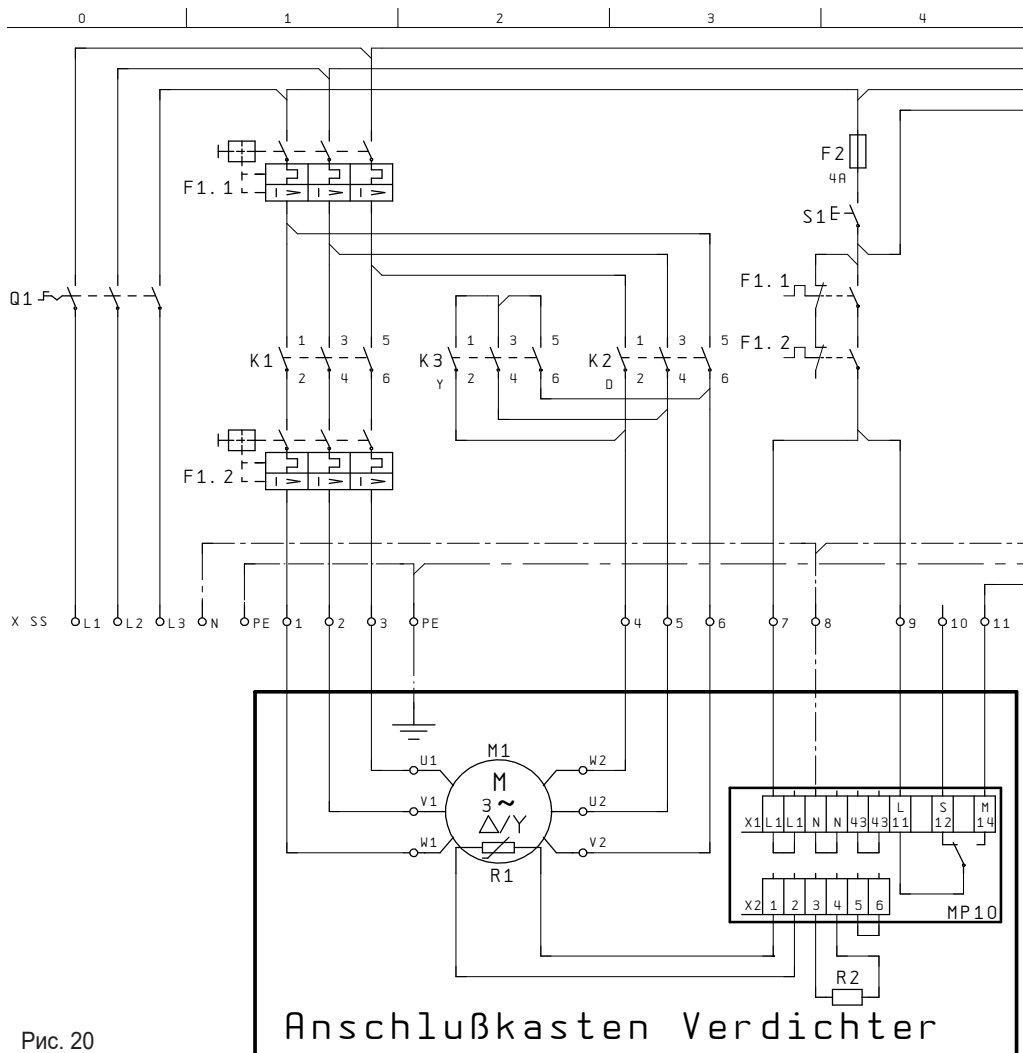 0 1 2 3 4
F2
4A
F1.1
I > I > I >
S1
Q1
F1.1
1 3 5 1 3 5 1 3 5
K1 K3 K2 F1.2
2 4 6 Y 2 4 6 D 2 4 6
F1.2
I > I > I >
X SS L1 L2 L3 N PE 1 2 3 PE 4 5 6 7 8 9 10 11
M1
U1 W2
M
3 ~
V1 U2
△/Y
W1 V2
R1
L S M
X1 L1 L1 N N 43 43 11 12 14
X2 1 2 3 4 5 6
MP10
R2
Anschlußkasten Verdichter
Рис. 20